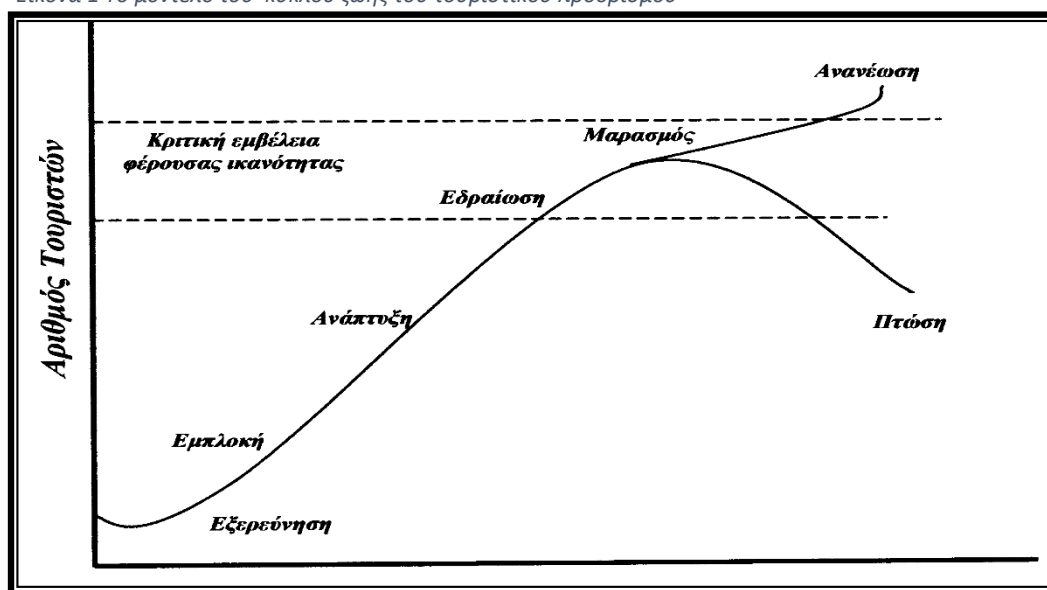 Εικόνα 1 Το μοντέλο του κύκλου ζωής του τουριστικού προορισμού
Ανανέωση
Κριτική εμβέλεια
φέρουσας ικανότητας
Μαρασμός
Εδραίωση
Αριθμός Τουριστών
Ανάπτυξη
Πτώση
Εμπλοκή
Εξερεύνηση